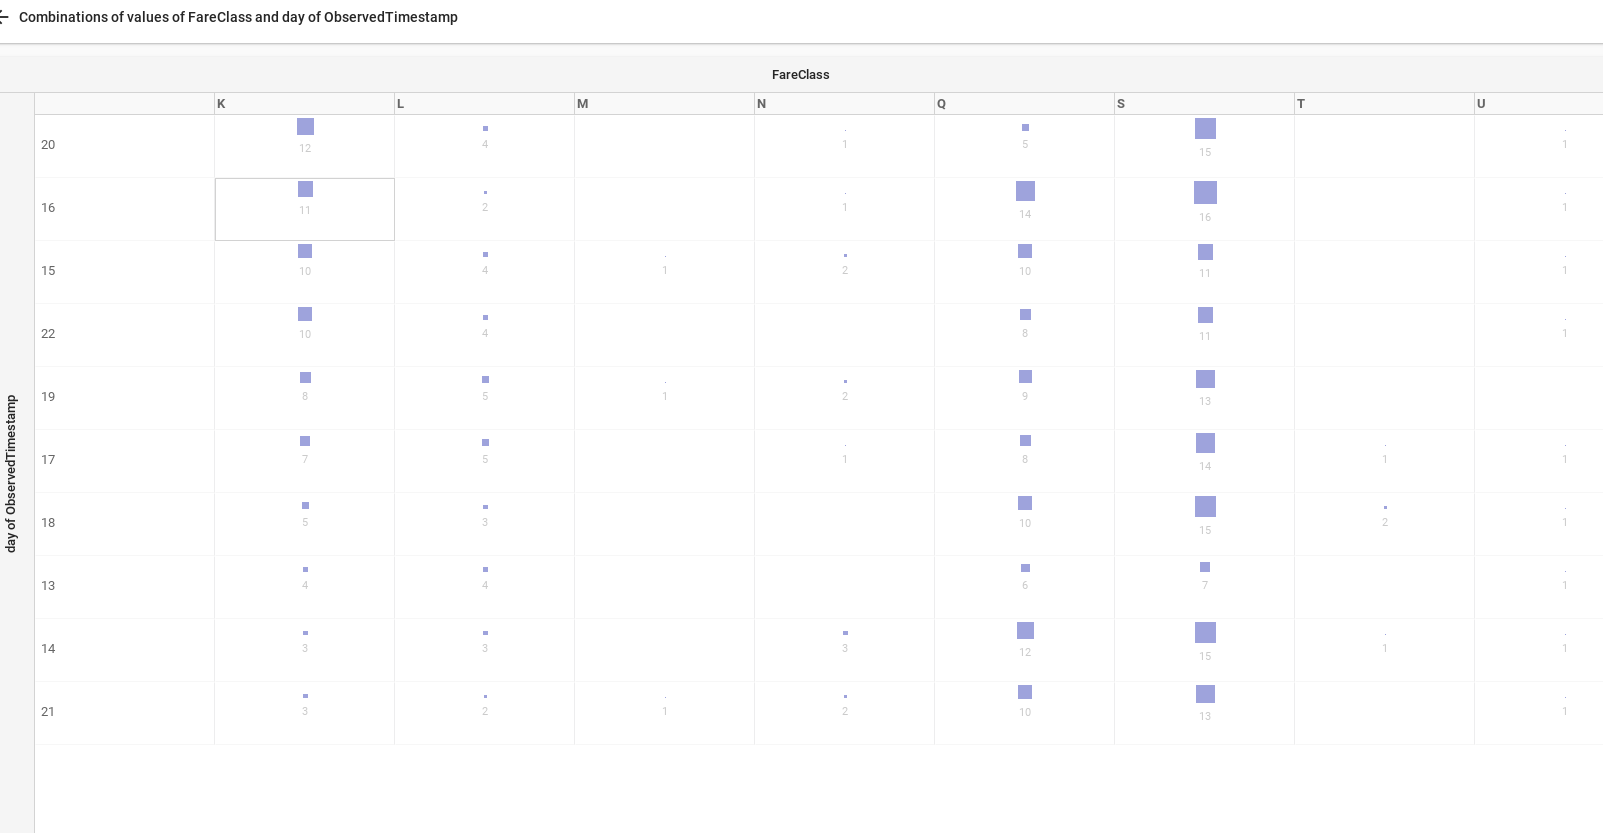 Combinations of values of FareClass and day of ObservedTimestamp
FareClass
K L M N Q S T U
20 12 4 1 5 15 1
16 11 2 1 14 16 1
15 10 4 1 2 10 11 1
22 10 4 8 11 1
19 8 5 1 2 9 13
17 7 5 1 8 14 1 1
18 5 3 10 15 2 1
13 4 4 6 7 1
14 3 3 3 12 15 1 1
21 3 2 1 2 10 13 1
day of ObservedTimestamp